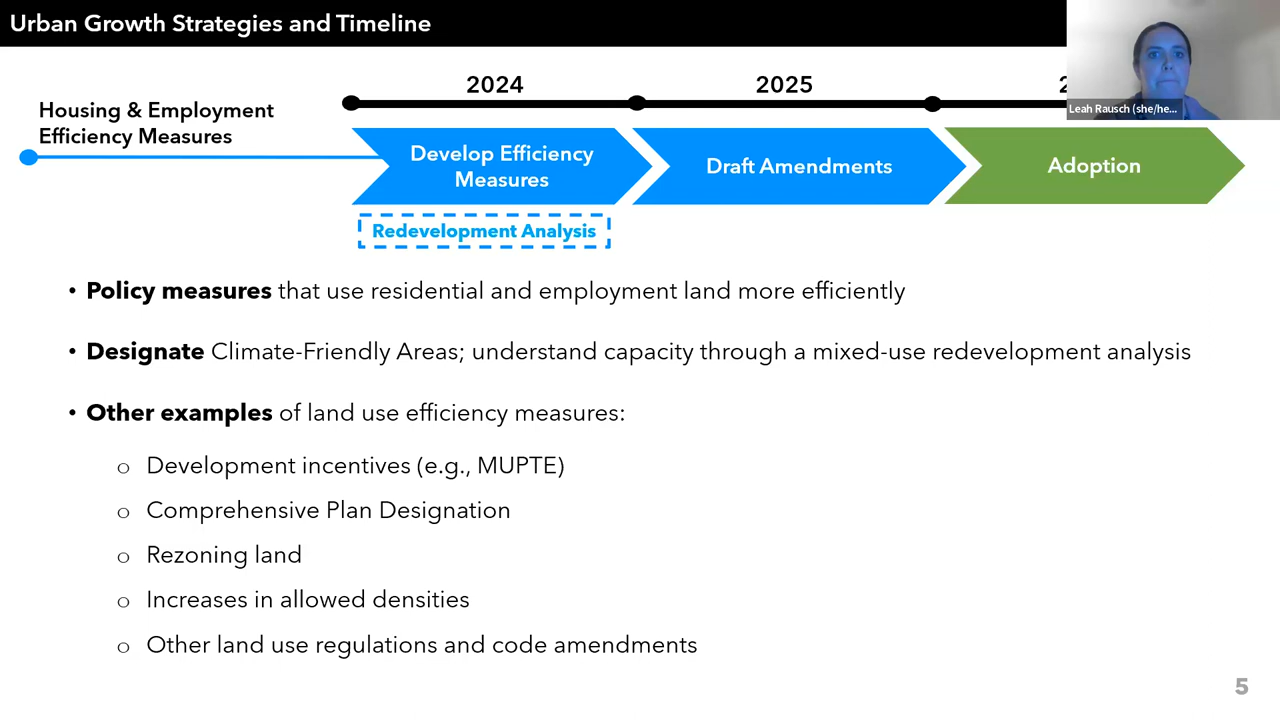 Urban Growth Strategies and Timeline
2024
2025
2
Leah Rausch (she/he...
Housing & Employment
Efficiency Measures
Develop Efficiency
Measures
Draft Amendments
Adoption
Redevelopment Analysis
• Policy measures that use residential and employment land more efficiently
• Designate Climate-Friendly Areas; understand capacity through a mixed-use redevelopment analysis
• Other examples of land use efficiency measures:
o Development incentives (e.g., MUPTE)
o Comprehensive Plan Designation
o Rezoning land
o Increases in allowed densities
o Other land use regulations and code amendments
5